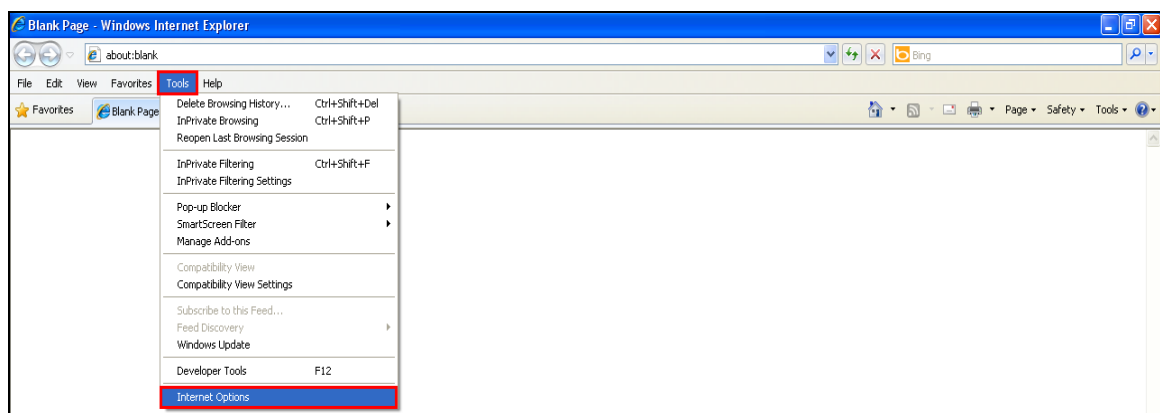 Blank Page - Windows Internet Explorer
about:blank
Bing
File Edit View Favorites Tools Help
Favorites Blank Page Page Safety Tools
Delete Browsing History... Ctrl+Shift+Del
InPrivate Browsing Ctrl+Shift+P
Reopen Last Browsing Session
InPrivate Filtering Ctrl+Shift+F
InPrivate Filtering Settings
Pop-up Blocker
SmartScreen Filter
Manage Add-ons
Compatibility View
Compatibility View Settings
Subscribe to this Feed...
Feed Discovery
Windows Update
Developer Tools F12
Internet Options